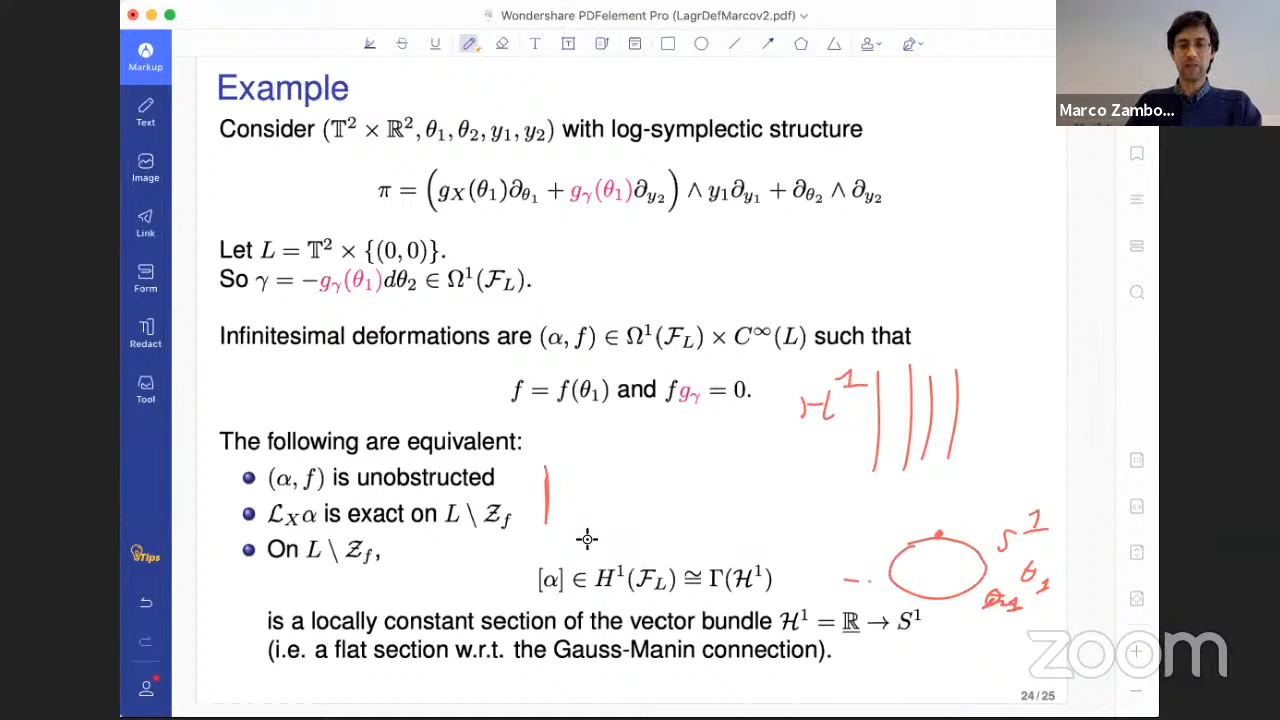 Wondershare PDFelement Pro (LagrDefMarcov2.pdf)
Markup
Text
Image
Link
Form
Redact
Tool
Tips
Marco Zambo...
Example
Consider (𝕋² × ℝ², θ₁, θ₂, y₁, y₂) with log-symplectic structure
π = (g_X(θ₁)∂_θ₁ + g_γ(θ₁)∂_y₂) ∧ y₁∂_y₁ + ∂_θ₂ ∧ ∂_y₂
Let L = 𝕋² × {(0, 0)}.
So γ = −g_γ(θ₁)dθ₂ ∈ Ω¹(ℱ_L).
Infinitesimal deformations are (α, f) ∈ Ω¹(ℱ_L) × C^∞(L) such that
f = f(θ₁) and fg_γ = 0.
H¹
The following are equivalent:
(α, f) is unobstructed
ℒ_Xα is exact on L \ 𝒵_f
On L \ 𝒵_f,
S¹
θ₁
[α] ∈ H¹(ℱ_L) ≅ Γ(ℋ¹)
is a locally constant section of the vector bundle ℋ¹ = ℝ → S¹
(i.e. a flat section w.r.t. the Gauss-Manin connection).
zoom
24 / 25